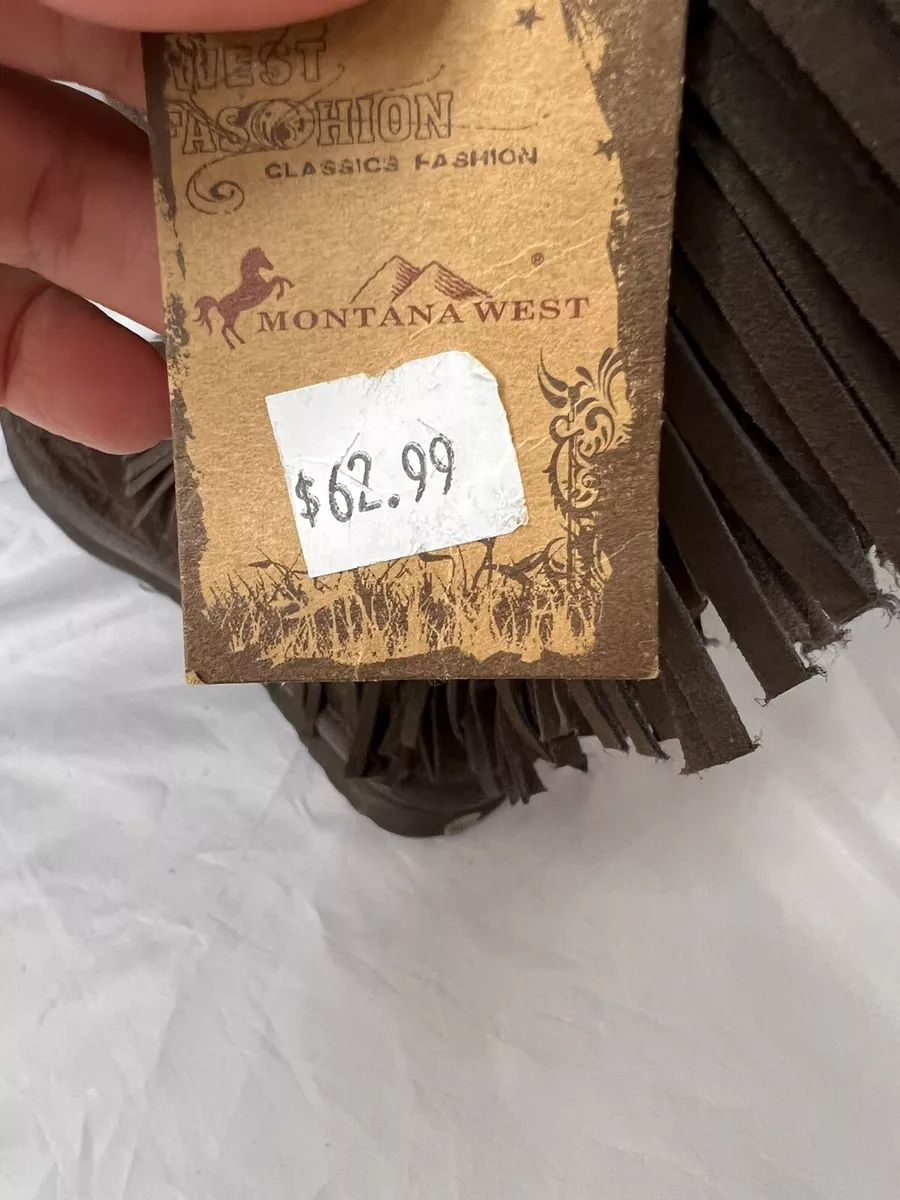 WEST
FASHION
CLASSICS FASHION
®
MONTANA WEST
$62.99